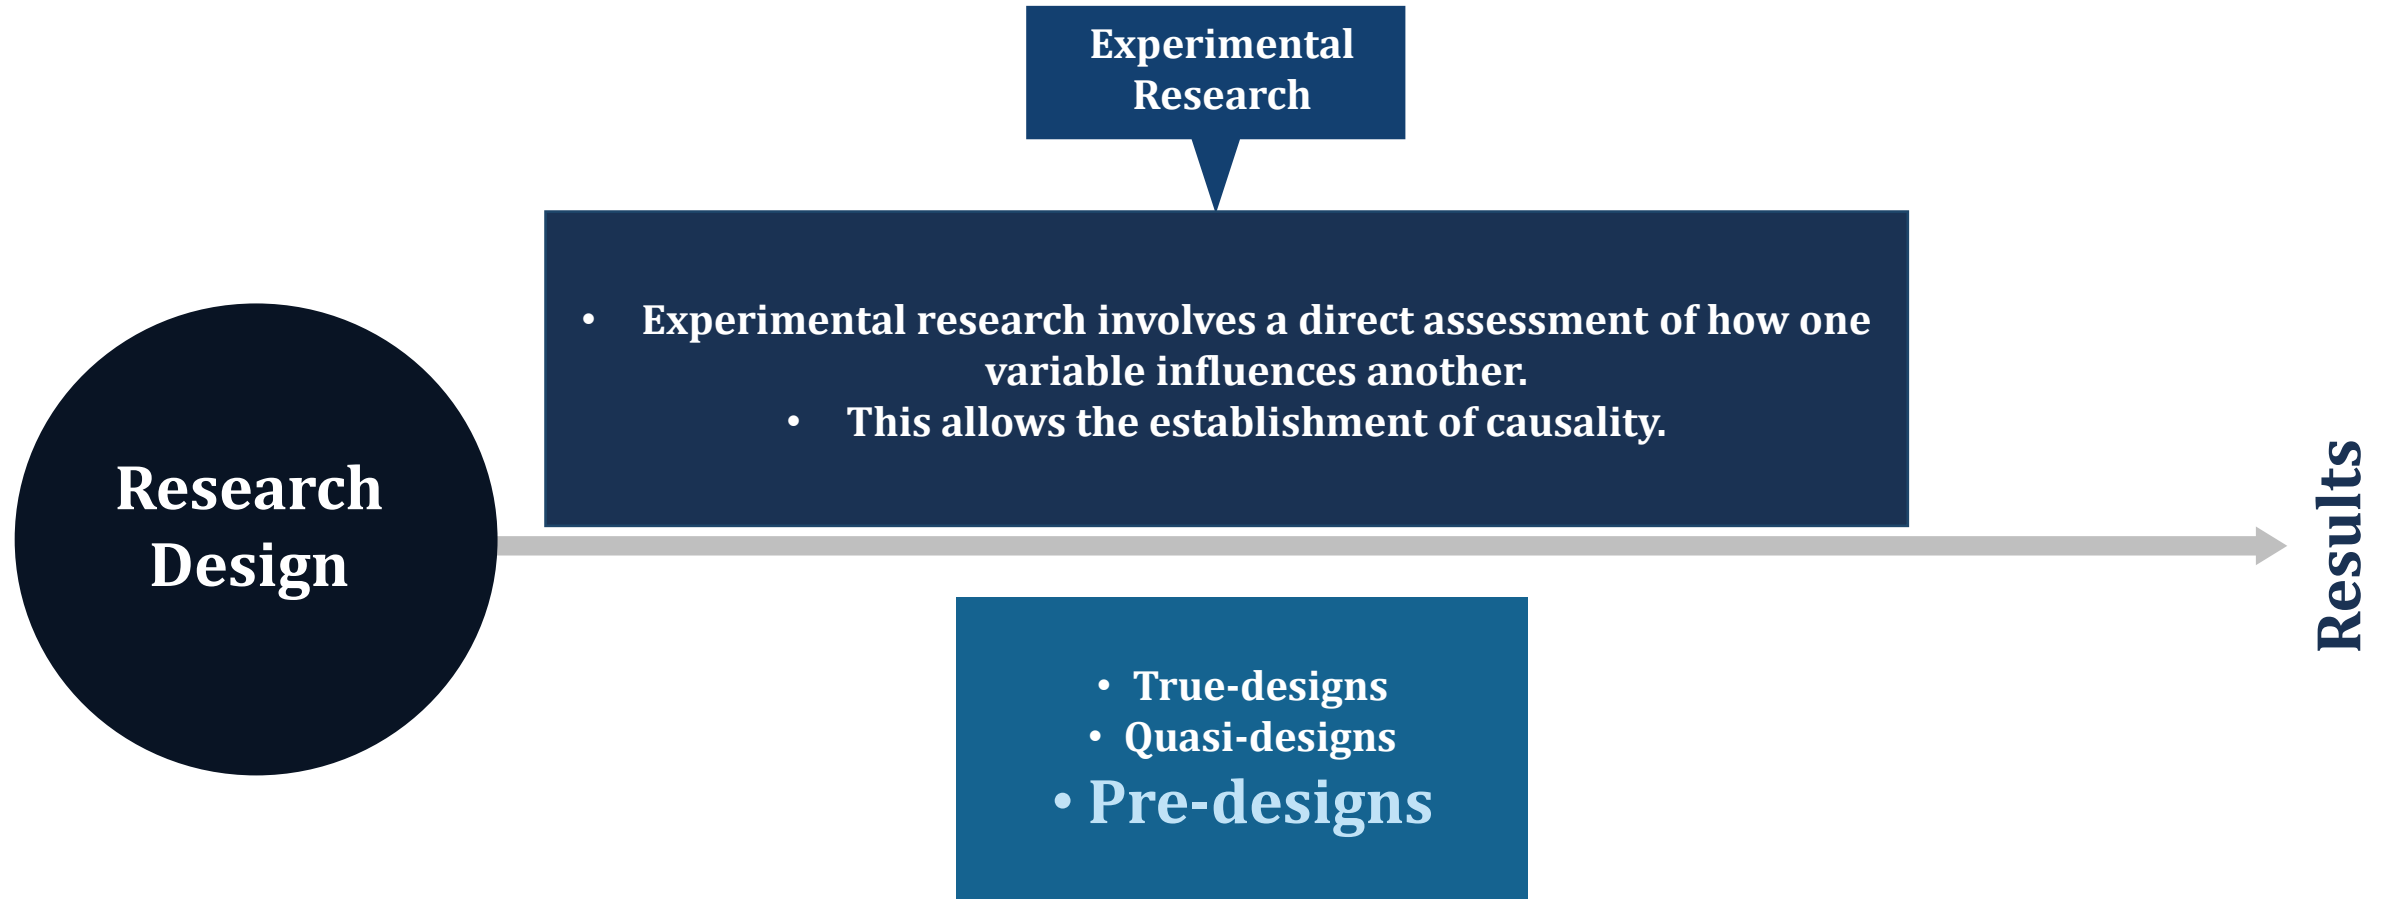 Experimental
Research
• Experimental research involves a direct assessment of how one
variable influences another.
• This allows the establishment of causality.
Research
Design
Results
• True-designs
• Quasi-designs
• Pre-designs